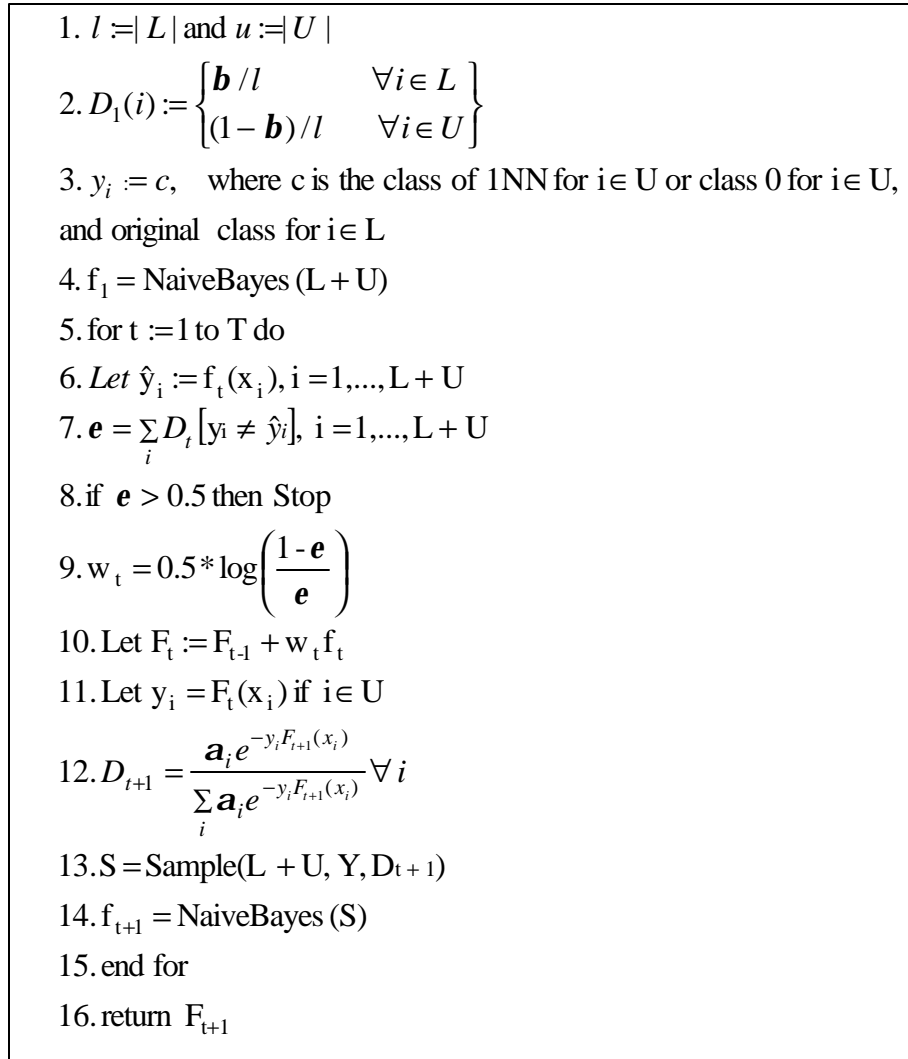 1. l := | L | and u := | U |
2. D₁(i) := { b / l ∀i ∈ L
(1 − b) / l ∀i ∈ U }
3. yᵢ := c, where c is the class of 1NN for i ∈ U or class 0 for i ∈ U,
and original class for i ∈ L
4. f₁ = NaiveBayes (L + U)
5. for t := 1 to T do
6. Let ŷᵢ := fₜ(xᵢ), i = 1,..., L + U
7. e = ∑ᵢ Dₜ [yi ≠ ŷi], i = 1,..., L + U
8. if e > 0.5 then Stop
9. wₜ = 0.5 * log( (1 - e) / e )
10. Let Fₜ := Fₜ₋₁ + wₜfₜ
11. Let yᵢ = Fₜ(xᵢ) if i ∈ U
12. Dₜ₊₁ = aᵢe^(−yᵢFₜ₊₁(xᵢ)) / ∑ᵢ aᵢe^(−yᵢFₜ₊₁(xᵢ)) ∀ i
13. S = Sample(L + U, Y, Dₜ₊₁)
14. fₜ₊₁ = NaiveBayes (S)
15. end for
16. return Fₜ₊₁